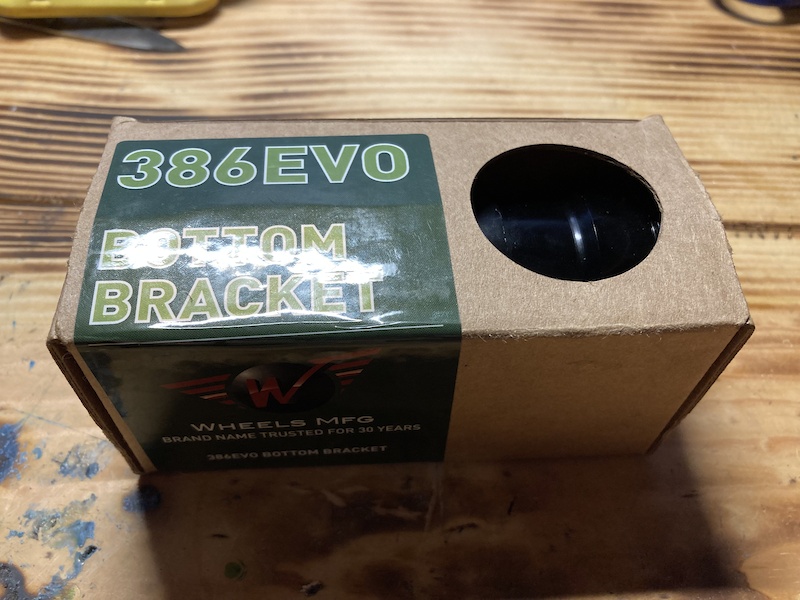 386EVO
BOTTOM
BRACKET
W
WHEELS MFG
BRAND NAME TRUSTED FOR 30 YEARS
386EVO BOTTOM BRACKET